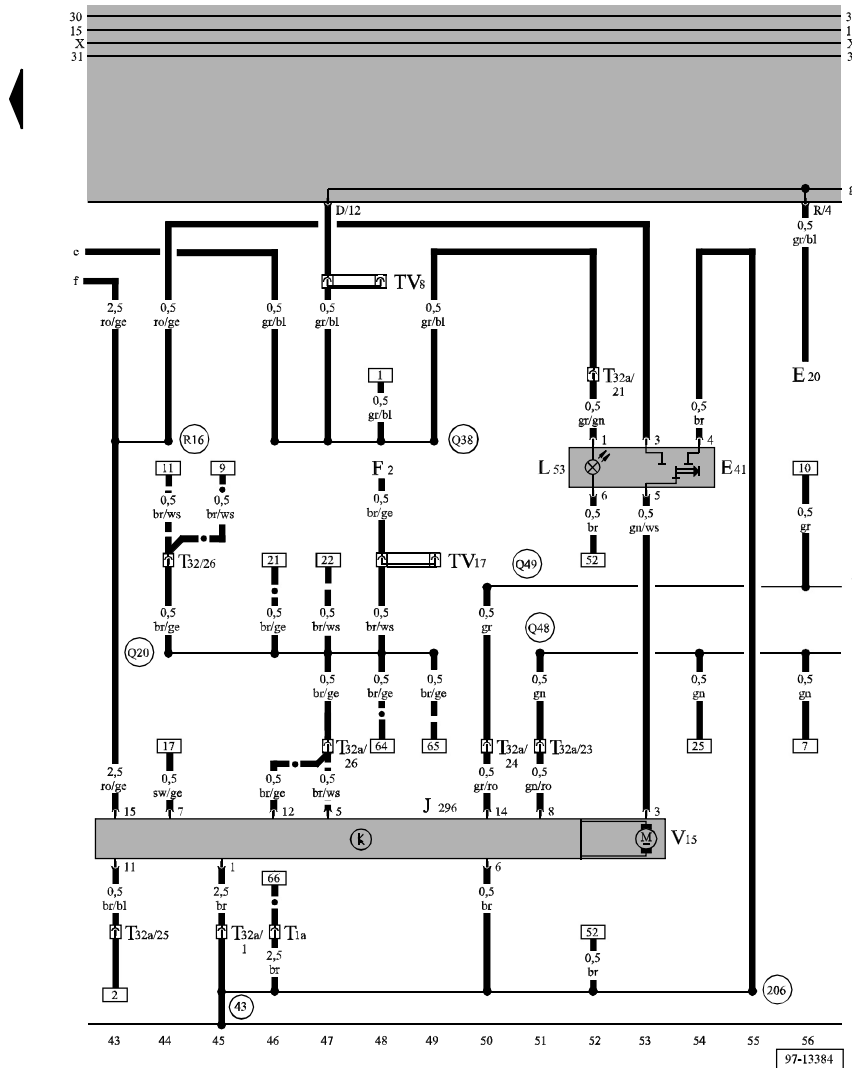 30 3
15 1
X X
31 3
g
D/12 R/4
0,5
gr/bl
e
f
TV8
2,5 0,5 0,5 0,5 0,5
ro/ge ro/ge gr/bl gr/bl gr/bl
1
T32a/
21
E20
0,5
gr/bl
0,5 0,5
gr/gn br
R16 Q38
1 3 4
11 9 F2 L53 E41 10
6 5
0,5 0,5 0,5 0,5 0,5 0,5
br/ws br/ws br/ge br gn/ws gr
T32/26 21 22 TV17 Q49 52
0,5 0,5 0,5 0,5 0,5
br/ge br/ge br/ws br/ws gr
Q48
Q20
0,5 0,5 0,5 0,5 0,5 0,5
br/ge br/ge br/ge gn gn gn
17 T32a/ 64 65 T32a/ T32a/23 25 7
26 24
2,5 0,5 0,5 0,5 0,5 0,5
ro/ge sw/ge br/ge br/ws gr/ro gn/ro
15 7 12 5 J296 14 8 3
k M V15
11 1 6
66
0,5 2,5 0,5
br/bl br br
T32a/25 T32a/ T1a 52
1
2,5 0,5
br br
2 43 206
43 44 45 46 47 48 49 50 51 52 53 54 55 56
97-13384